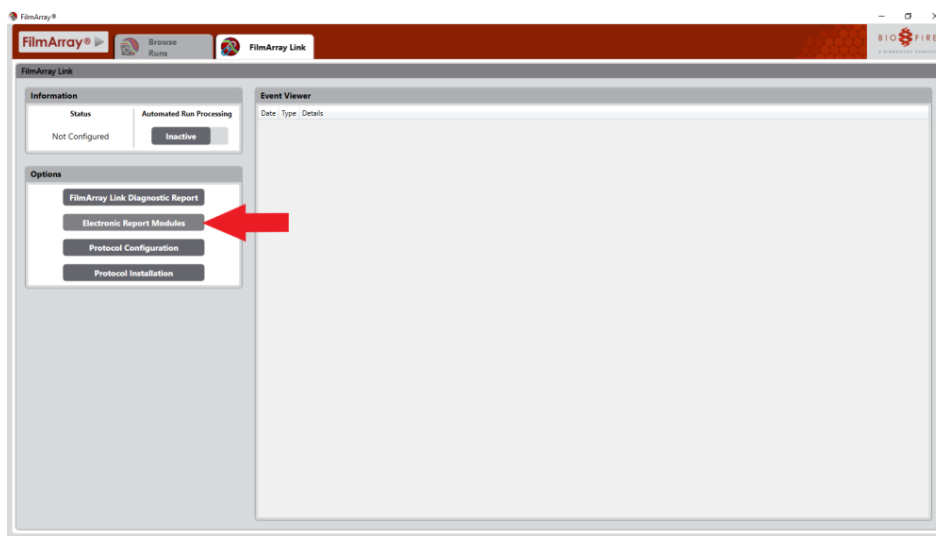 FilmArray®
FilmArray®
Browse
Runs
FilmArray Link
BIO FIRE
FilmArray Link
Information
Status
Automated Run Processing
Not Configured
Inactive
Event Viewer
Date Type Details
Options
FilmArray Link Diagnostic Report
Electronic Report Modules
Protocol Configuration
Protocol Installation